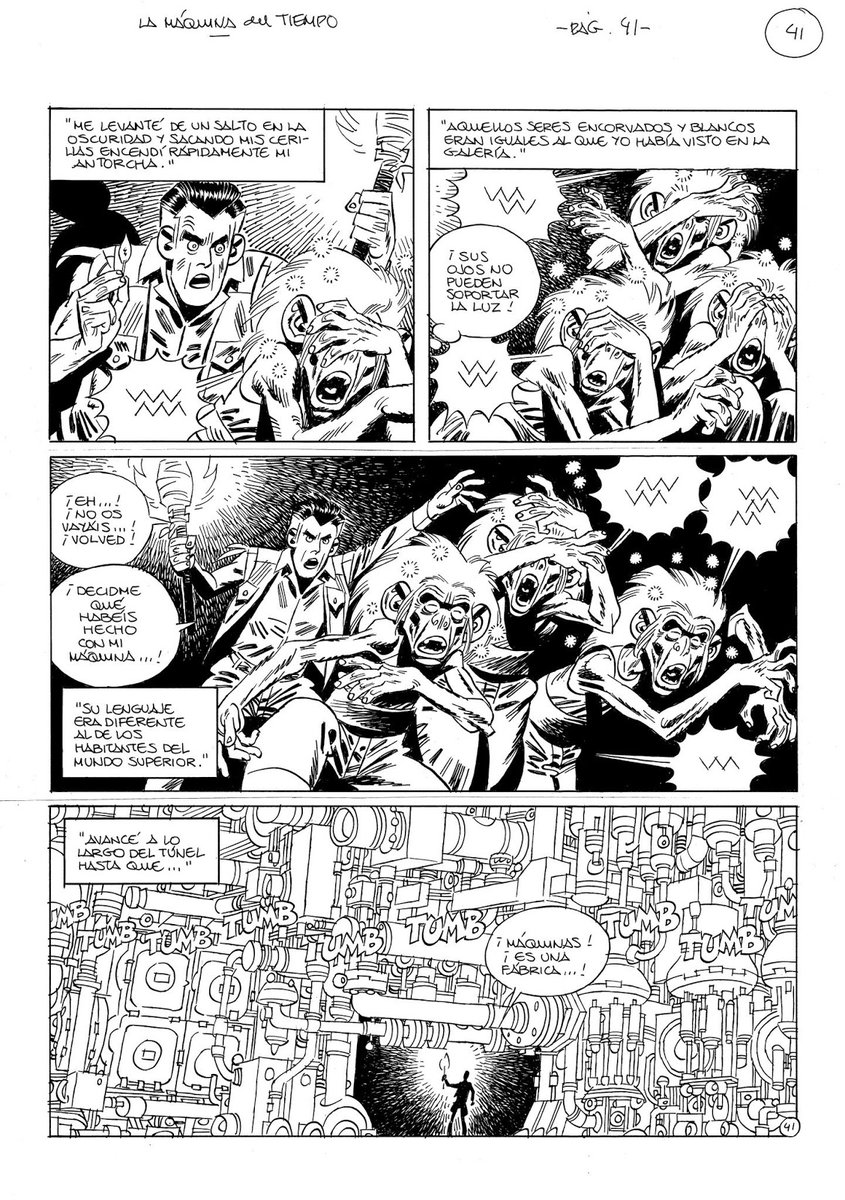 LA MÁQUINA del TIEMPO
-PÁG. 41-
41
"ME LEVANTÉ DE UN SALTO EN LA
OSCURIDAD Y SACANDO MIS CERI-
LLAS ENCENDÍ RÁPIDAMENTE MI
ANTORCHA."
"AQUELLOS SERES ENCORVADOS Y BLANCOS
ERAN IGUALES AL QUE YO HABÍA VISTO EN LA
GALERÍA."
¡SUS
OJOS NO
PUEDEN
SOPORTAR
LA LUZ!
¡EH...!
¡NO OS
VAYÁIS...!
¡VOLVED!
¡DECIDME
QUÉ
HABÉIS
HECHO
CON MI
MÁQUINA...!
"SU LENGUAJE
ERA DIFERENTE
AL DE LOS
HABITANTES DEL
MUNDO SUPERIOR."
"AVANCÉ A LO
LARGO DEL TÚNEL
HASTA QUE..."
TUMB
TUMB
TUMB
TUMB
TUMB
TUMB
TUMB
TUMB
TUMB
¡MÁQUINAS!
¡ES UNA
FÁBRICA...!
41